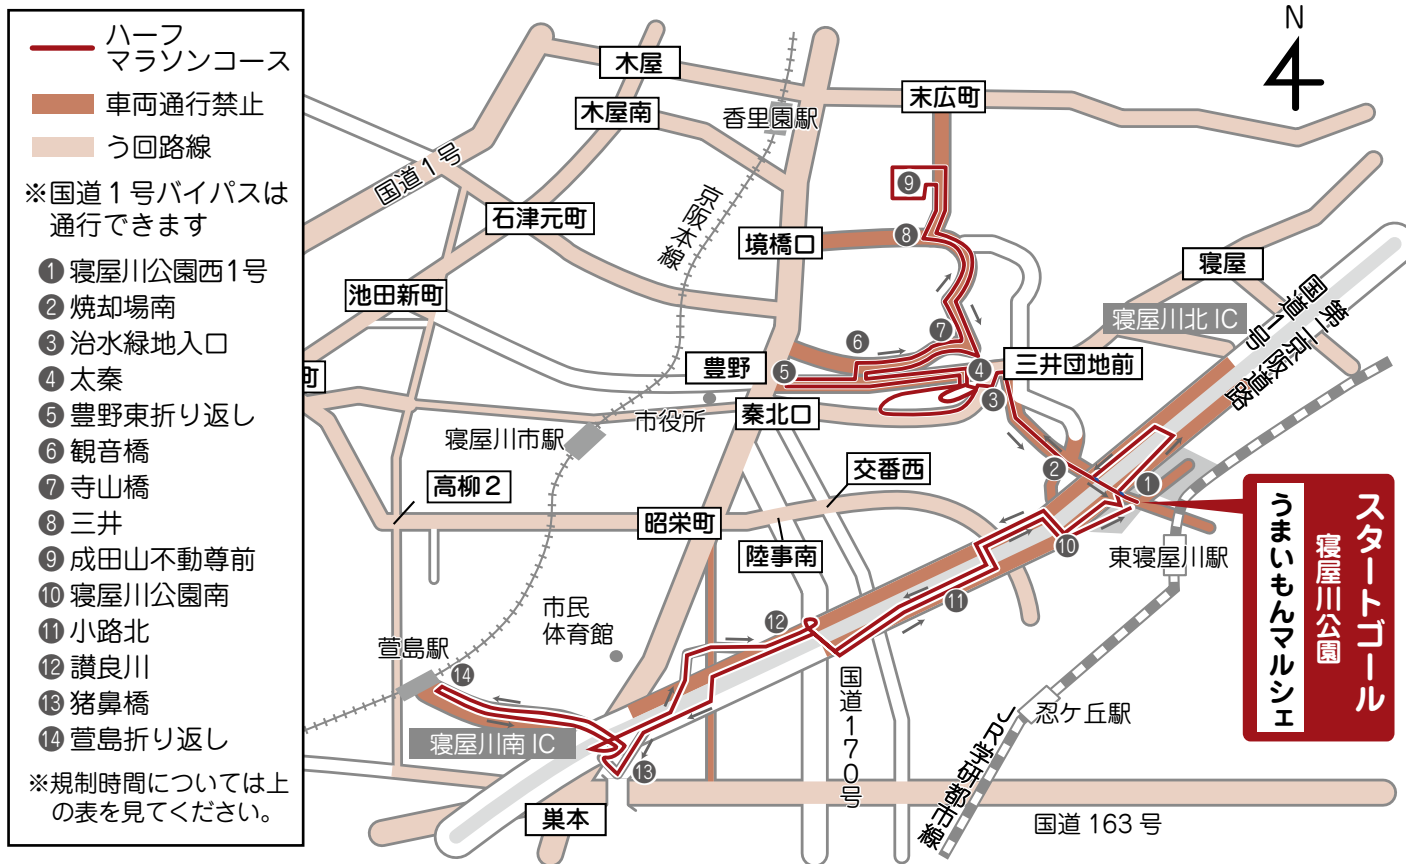 ハーフ
マラソンコース
車両通行禁止
う回路線
※国道1号バイパスは
通行できます
❶寝屋川公園西1号
❷焼却場南
❸治水緑地入口
❹太秦
❺豊野東折り返し
❻観音橋
❼寺山橋
❽三井
❾成田山不動尊前
❿寝屋川公園南
⓫小路北
⓬讃良川
⓭猪鼻橋
⓮萱島折り返し
※規制時間については上
の表を見てください。
N
木屋
木屋南
香里園駅
末広町
国道1号
京阪本線
石津元町
境橋口
寝屋
池田新町
寝屋川北 IC
第二京阪道路
国道1号
町
豊野
三井団地前
秦北口
市役所
寝屋川市駅
高柳2
交番西
昭栄町
陸事南
東寝屋川駅
市民
体育館
萱島駅
寝屋川南 IC
国道170号
忍ケ丘駅
JR学研都市線
巣本
国道 163 号
❾
❽
❼
❻
❺
❹
❸
❷
❶
❿
⓫
⓬
⓭
⓮
スタートゴール
寝屋川公園
うまいもんマルシェ